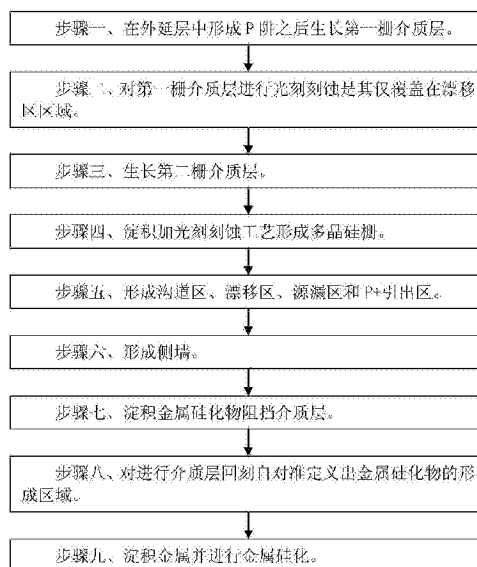 步骤一、在外延层中形成P阱之后生长第一栅介质层。
步骤二、对第一栅介质层进行光刻刻蚀是其仅覆盖在漂移
区区域。
步骤三、生长第二栅介质层。
步骤四、淀积加光刻刻蚀工艺形成多晶硅栅。
步骤五、形成沟道区、漂移区、源漏区和P+引出区。
步骤六、形成侧墙。
步骤七、淀积金属硅化物阻挡介质层。
步骤八、对进行介质层回刻自对准定义出金属硅化物的形
成区域。
步骤九、淀积金属并进行金属硅化。